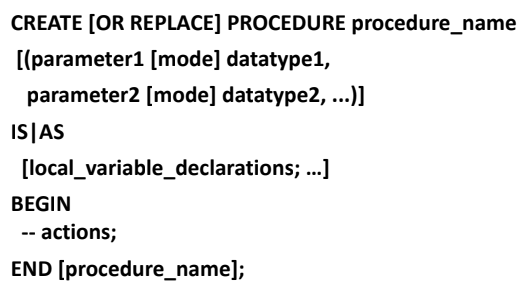 CREATE [OR REPLACE] PROCEDURE procedure_name
[(parameter1 [mode] datatype1,
parameter2 [mode] datatype2, ...)]
IS|AS
[local_variable_declarations; …]
BEGIN
-- actions;
END [procedure_name];